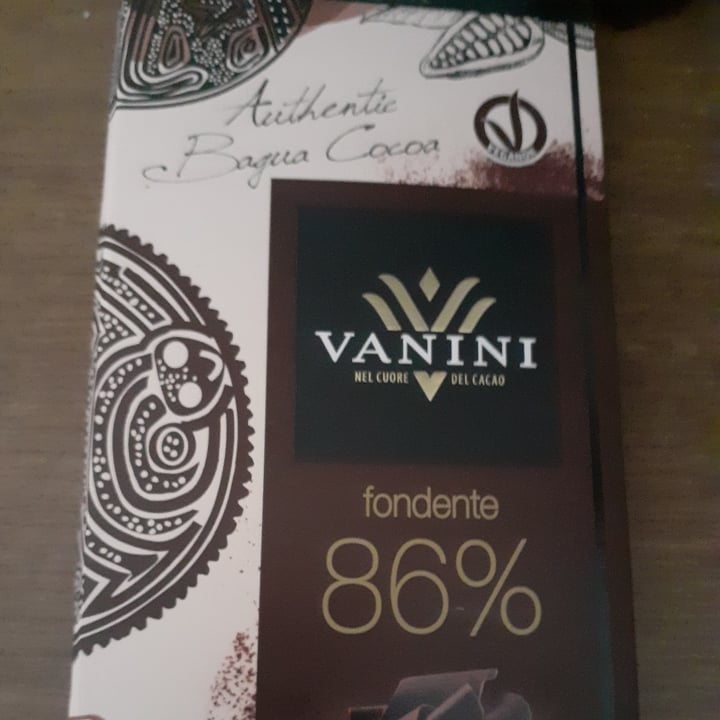 Authentic
Bagua Cocoa
VEGANOK
VANINI
NEL CUORE DEL CACAO
fondente
86%